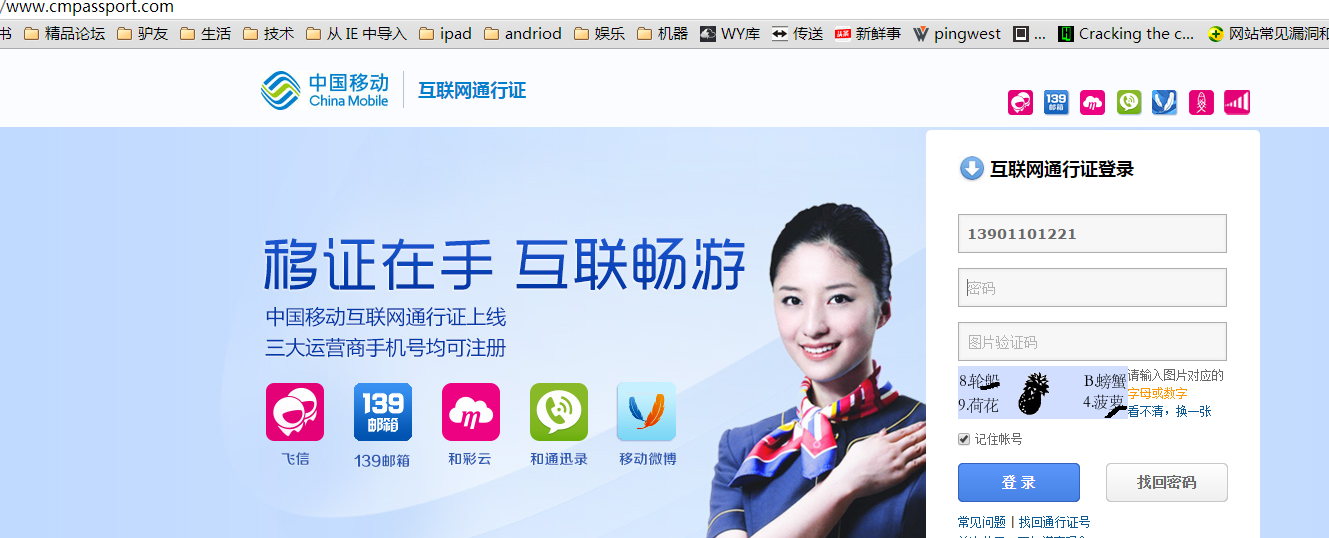 /www.cmpassport.com
书 精品论坛 驴友 生活 技术 从 IE 中导入 ipad andriod 娱乐 机器 WY库 传送 新鲜事 pingwest ... Cracking the c... 网站常见漏洞和
中国移动
China Mobile
互联网通行证
139
邮箱
互联网通行证登录
13901101221
密码
图片验证码
8.轮船
9.荷花
B.螃蟹
4.菠萝
请输入图片对应的
字母或数字
看不清，换一张
记住帐号
登 录
找回密码
常见问题 | 找回通行证号
移证在手 互联畅游
中国移动互联网通行证上线
三大运营商手机号均可注册
139
邮箱
m
飞信
139邮箱
和彩云
和通迅录
移动微博